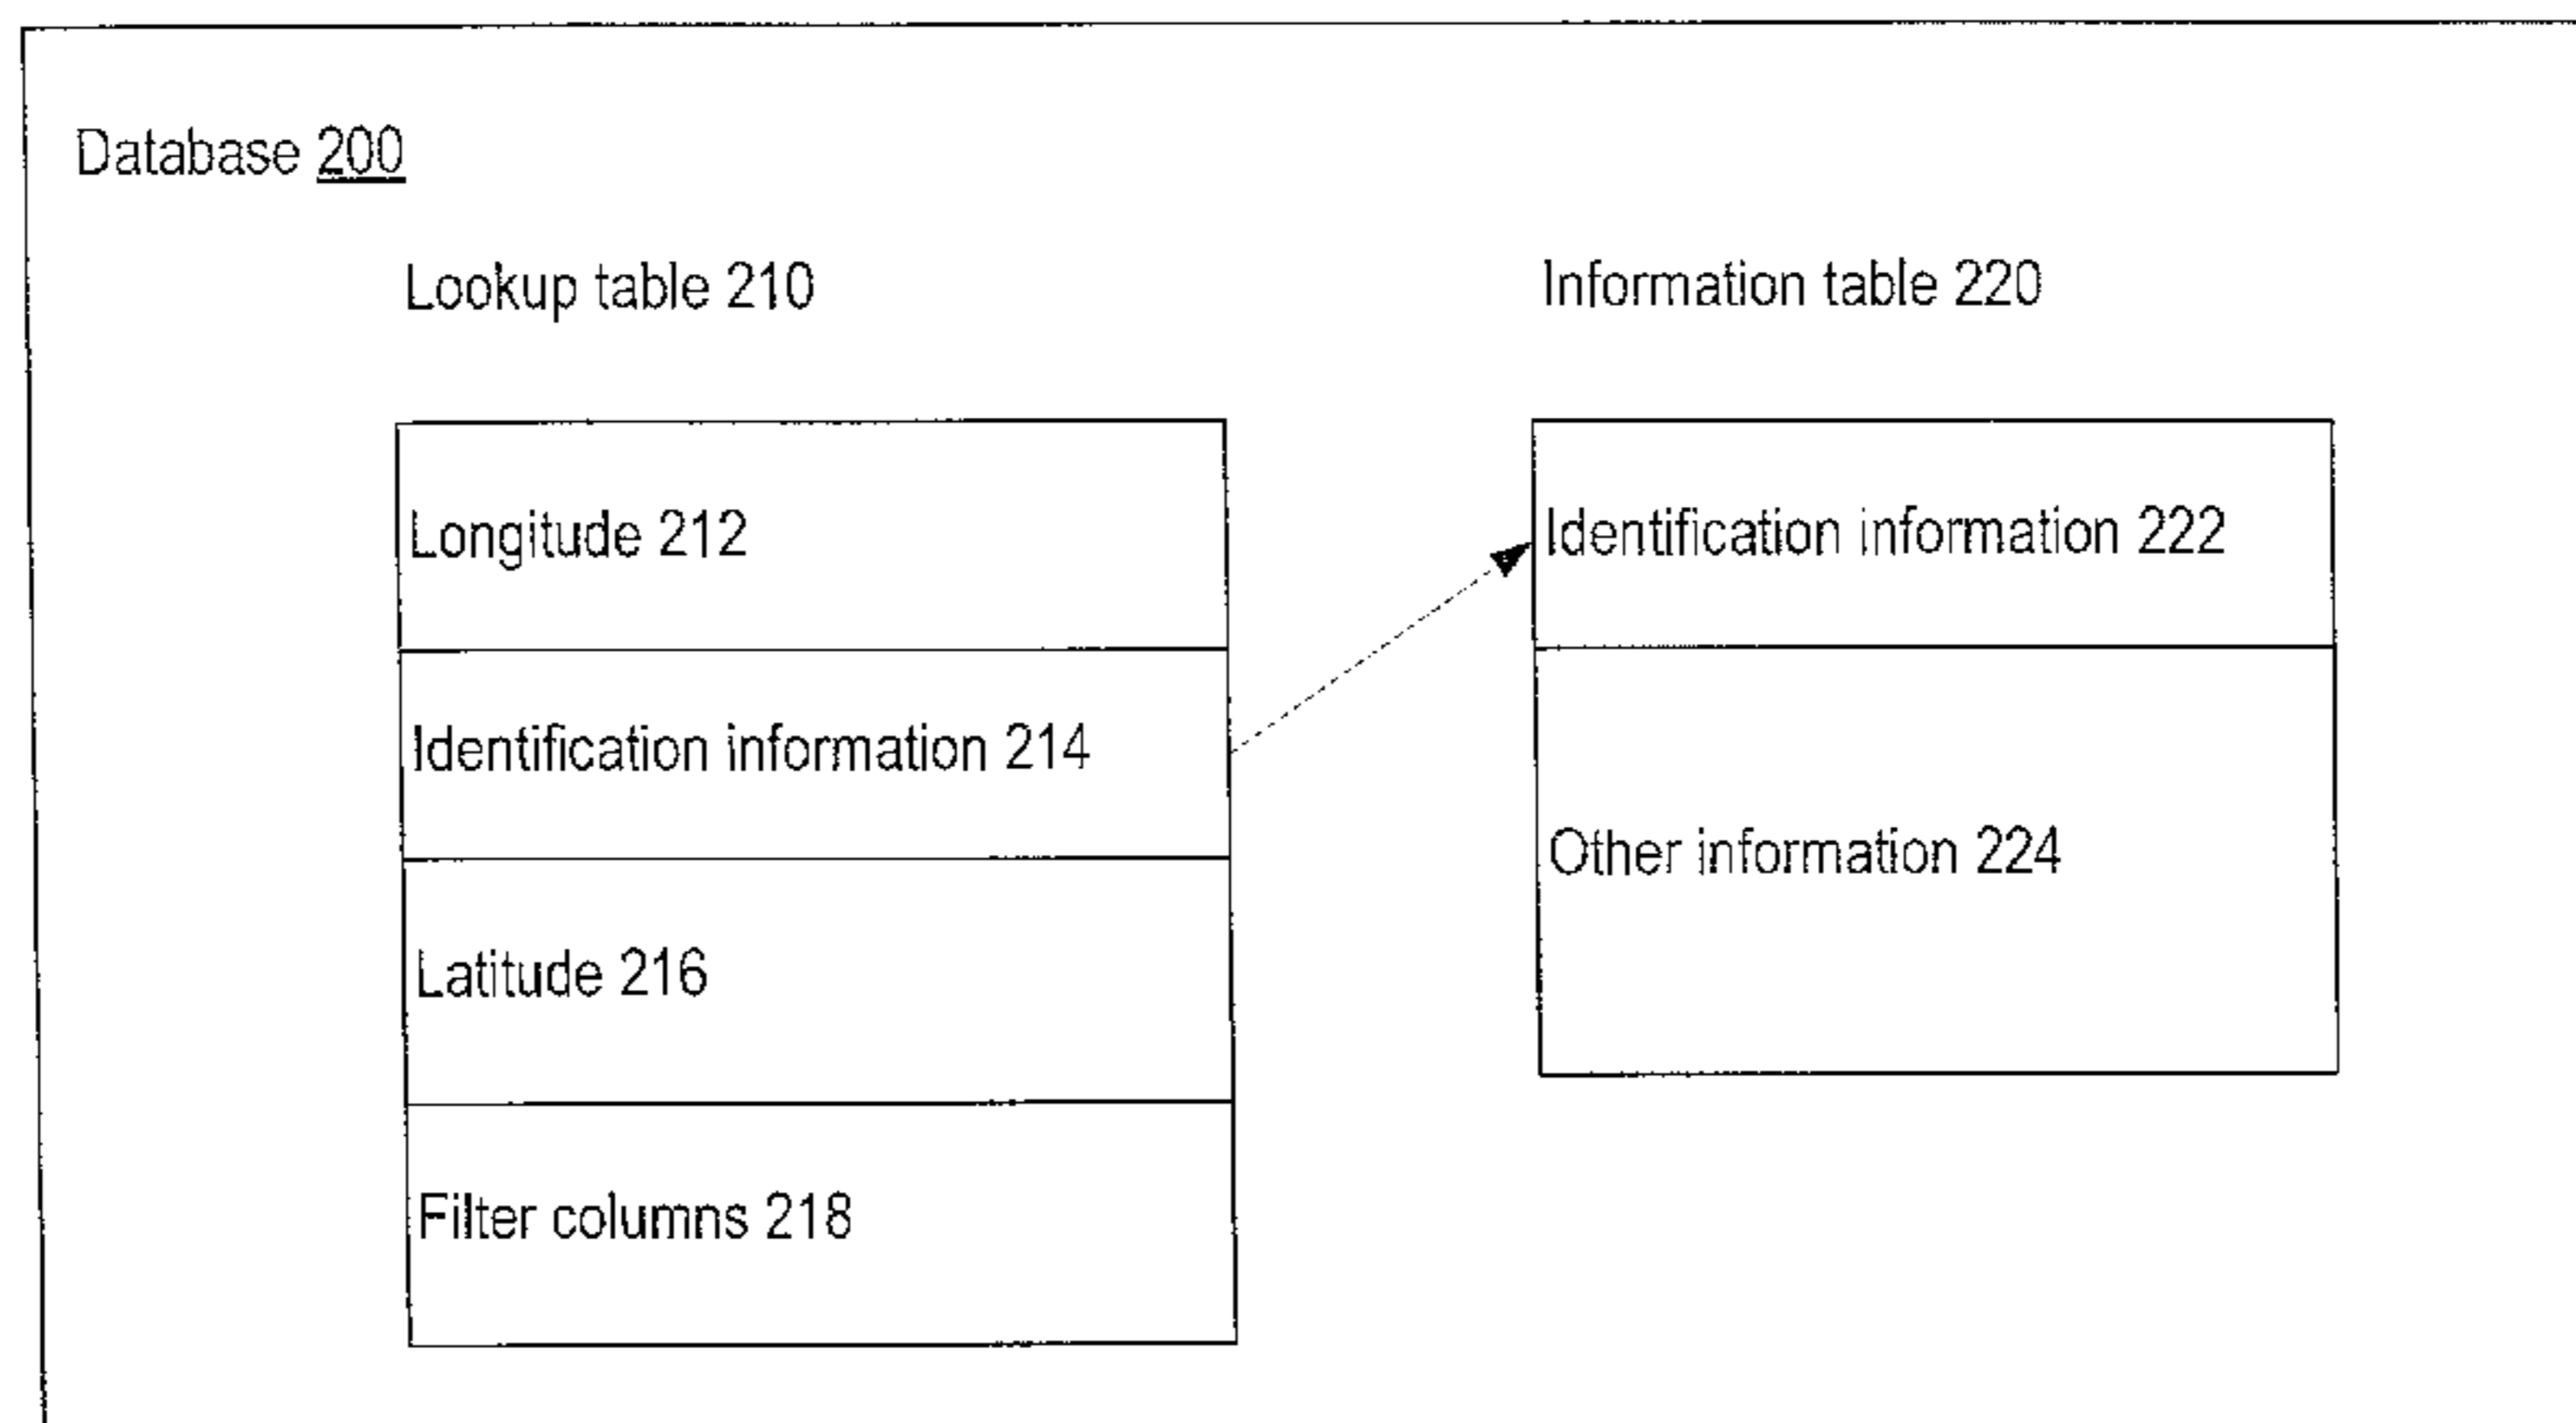 Database 200
Lookup table 210
Longitude 212
Identification information 214
Latitude 216
Filter columns 218
Information table 220
Identification information 222
Other information 224